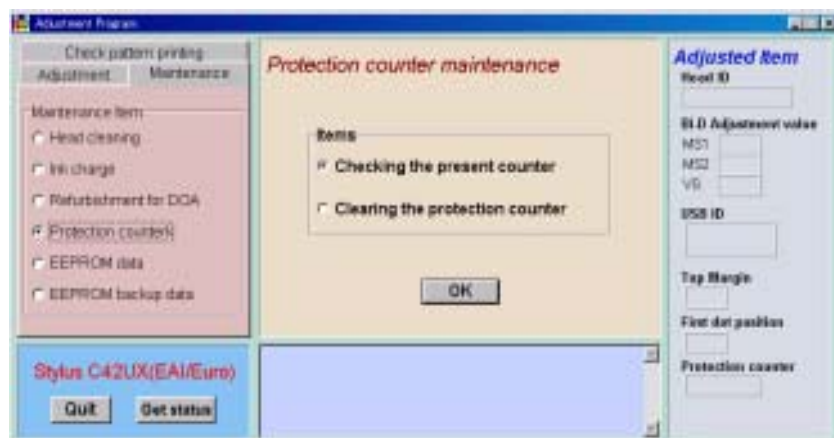 Adjustment Program
Check pattern printing
Adjustment
Maintenance
Maintenance Item
Head cleaning
Ink charge
Refurbishment for DOA
Protection counters
EEPROM data
EEPROM backup data
Stylus C42UX(EAI/Euro)
Quit
Get status
Protection counter maintenance
Items
Checking the present counter
Clearing the protection counter
OK
Adjusted Item
Head ID
Bi-D Adjustment value
MS1
MS2
VB
USB ID
Top Margin
First dot position
Protection counter